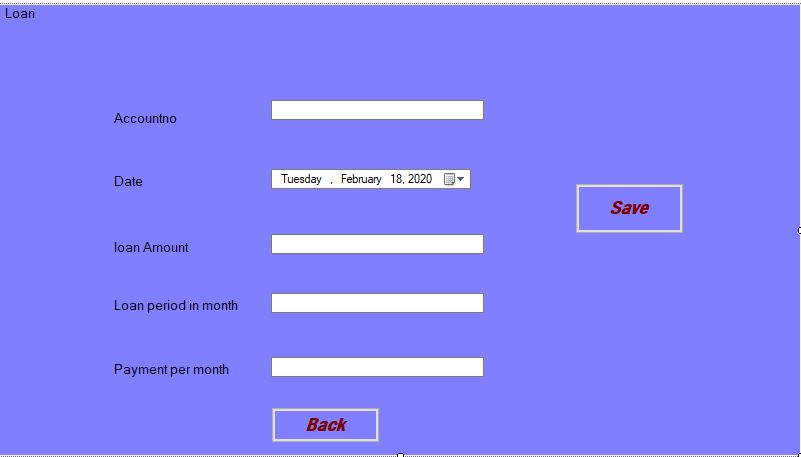 Loan
Accountno
Date
Tuesday , February 18, 2020
Save
loan Amount
Loan period in month
Payment per month
Back